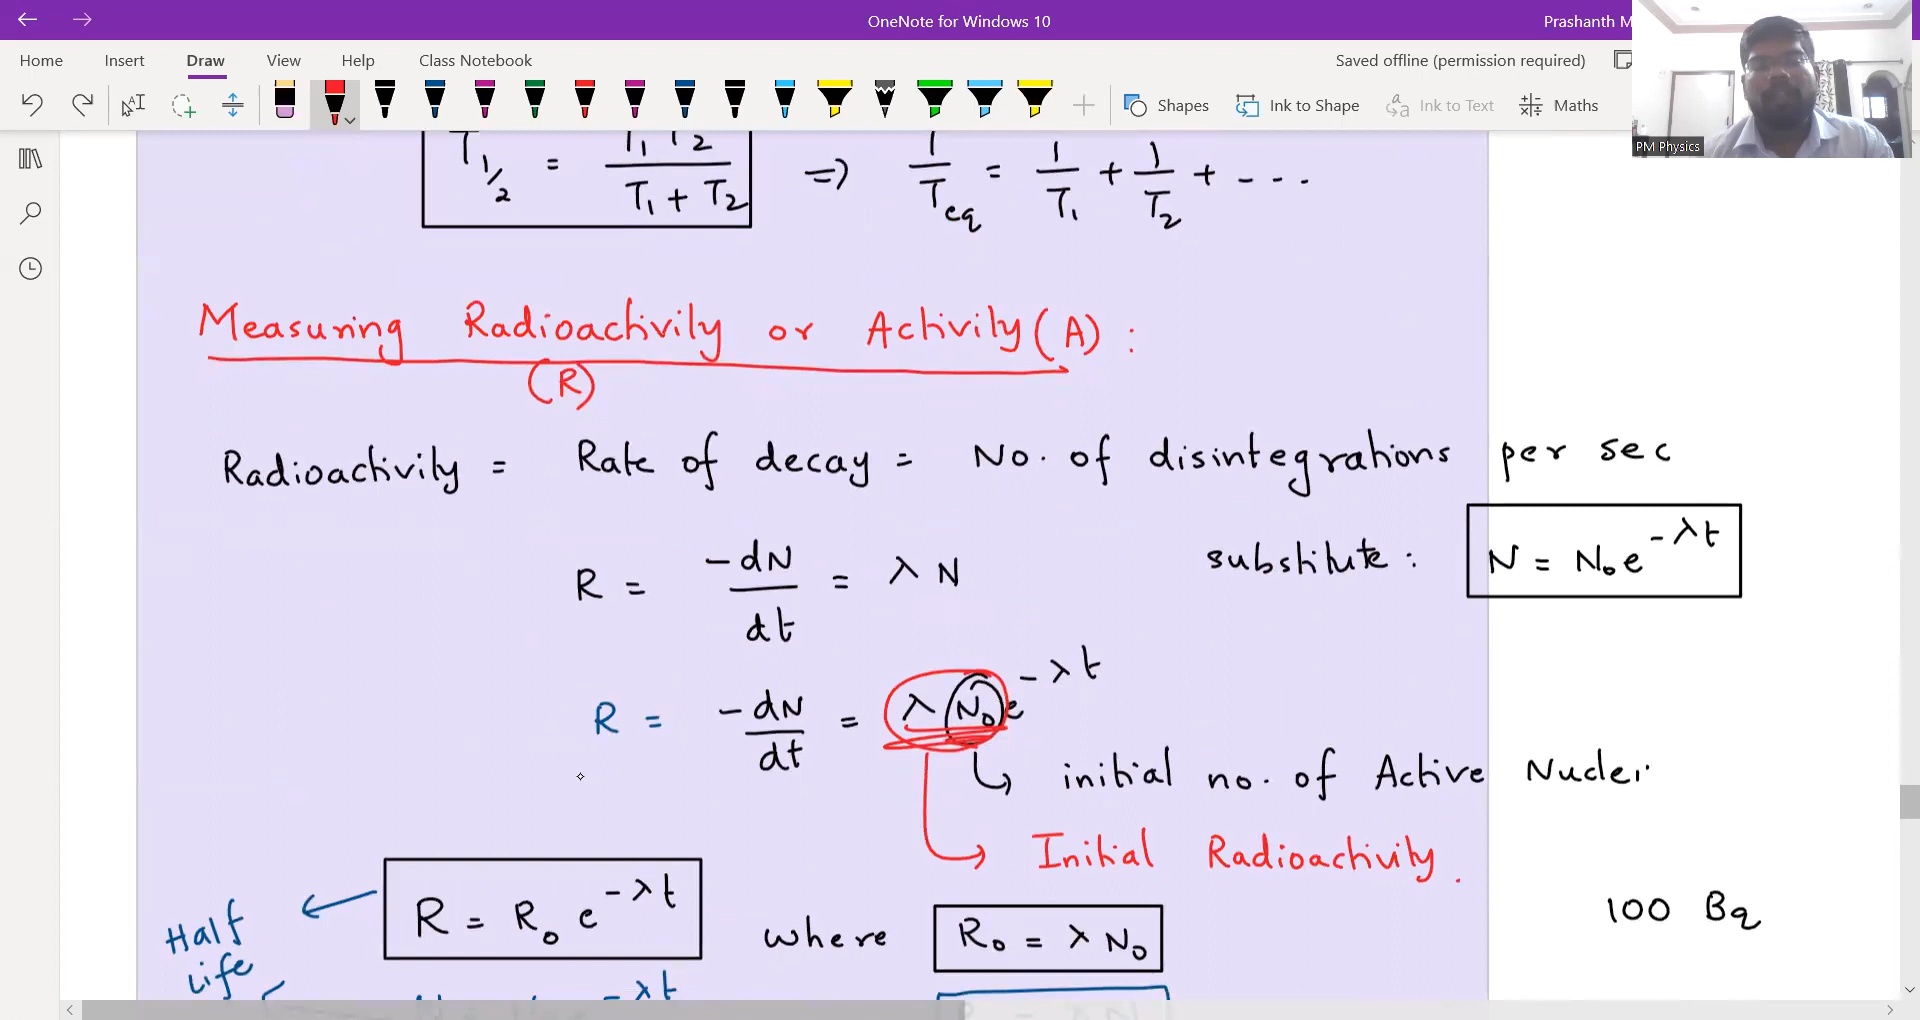 OneNote for Windows 10
Prashanth M
Home Insert Draw View Help Class Notebook
Saved offline (permission required)
Shapes Ink to Shape Ink to Text Maths
PM Physics
T1/2 = T1 T2 / T1 + T2 ⇒ 1/Teq = 1/T1 + 1/T2 + - - - .
Measuring Radioactivity or Activity (A) :
(R)
Radioactivity = Rate of decay = No. of disintegrations per sec
R = -dN/dt = λ N substitute : N = N₀e^-λt
R = -dN/dt = λ N₀ e^-λt
initial no. of Active Nuclei
Initial Radioactivity.
R = R₀ e^-λt where R₀ = λ N₀
100 Bq
Half
Life